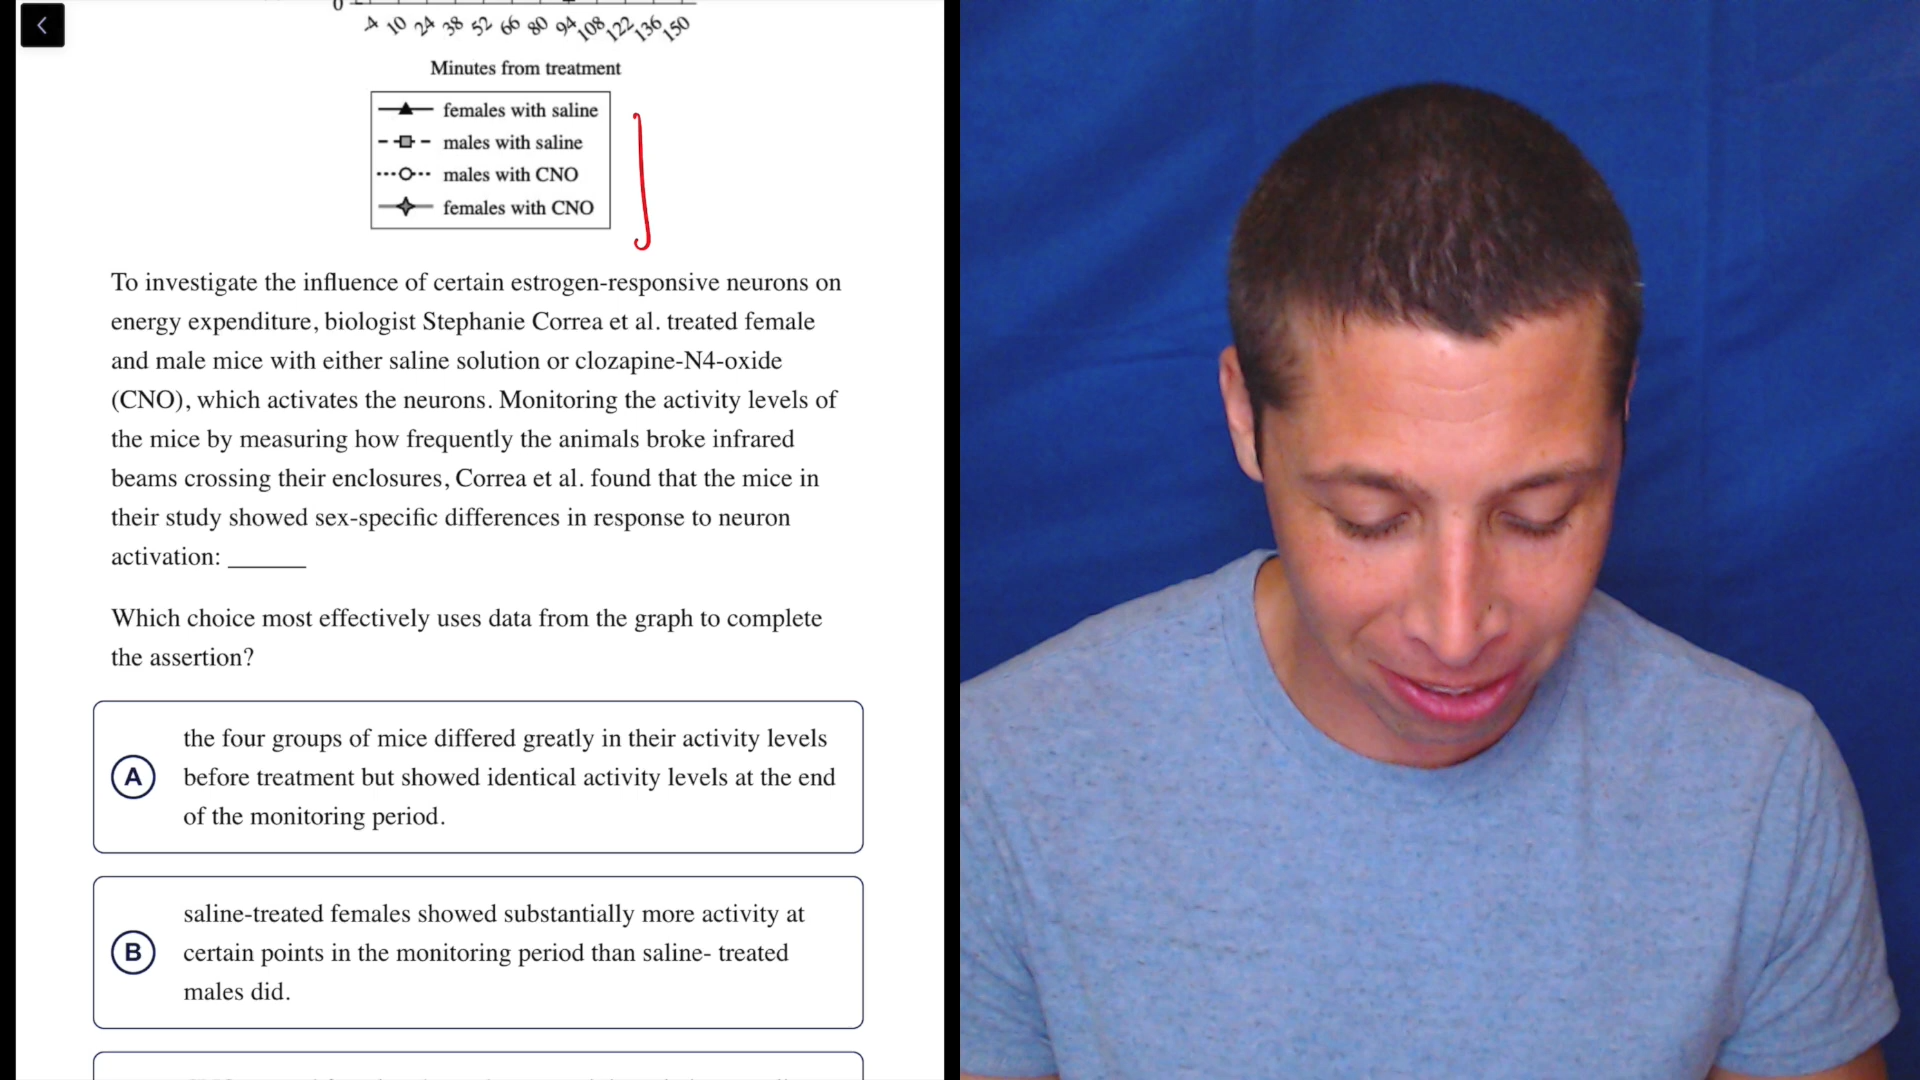 0
-4 10 24 38 52 66 80 94 108 122 136 150
Minutes from treatment
females with saline
males with saline
males with CNO
females with CNO
To investigate the influence of certain estrogen-responsive neurons on
energy expenditure, biologist Stephanie Correa et al. treated female
and male mice with either saline solution or clozapine-N4-oxide
(CNO), which activates the neurons. Monitoring the activity levels of
the mice by measuring how frequently the animals broke infrared
beams crossing their enclosures, Correa et al. found that the mice in
their study showed sex-specific differences in response to neuron
activation: ______
Which choice most effectively uses data from the graph to complete
the assertion?
A
the four groups of mice differed greatly in their activity levels
before treatment but showed identical activity levels at the end
of the monitoring period.
B
saline-treated females showed substantially more activity at
certain points in the monitoring period than saline- treated
males did.